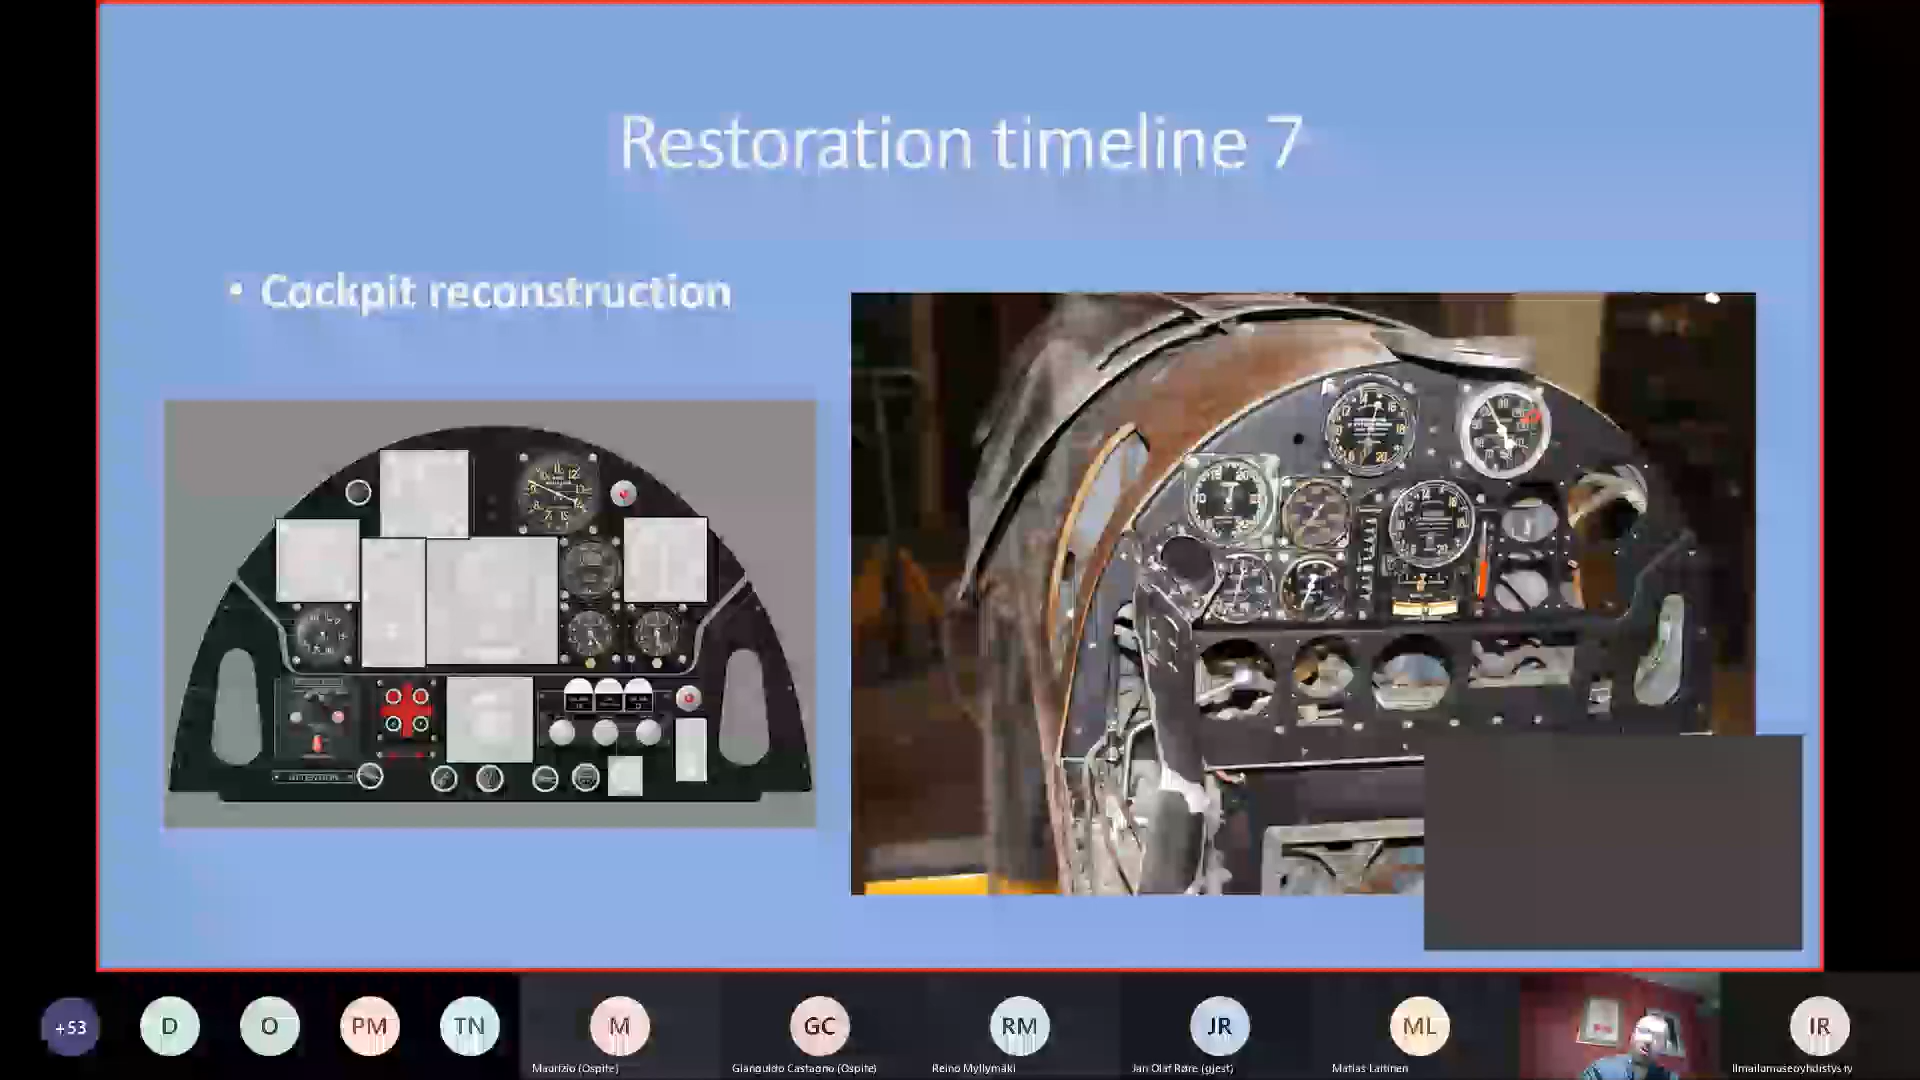 Restoration timeline 7
• Cockpit reconstruction
+53
D
O
PM
TN
M
GC
RM
JR
ML
IR
Maurizio (Ospite)
Gianguido Castagno (Ospite)
Reino Myllymäki
Jan Olaf Røre (gjest)
Matias Laitinen
Ilmailumuseoyhdistys ry